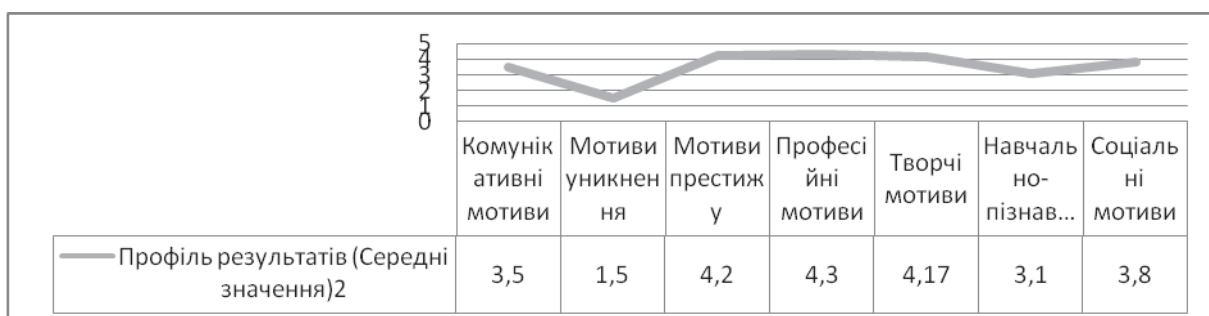 5
4
3
2
1
0
Комунік
ативні
мотиви
Мотиви
уникнен
ня
Мотиви
престиж
у
Професі
йні
мотиви
Творчі
мотиви
Навчаль
но-
пізнав...
Соціаль
ні
мотиви
Профіль результатів (Середні
значення)2
3,5
1,5
4,2
4,3
4,17
3,1
3,8